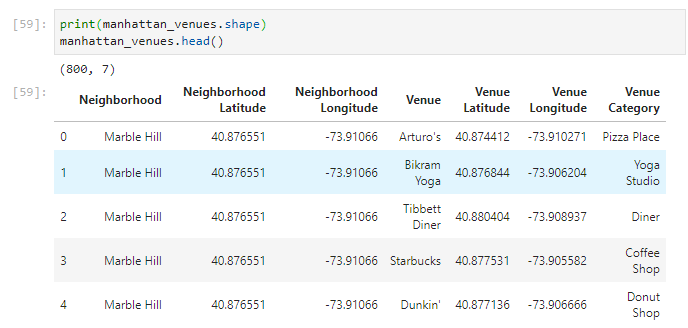 [59]: print(manhattan_venues.shape)
manhattan_venues.head()
(800, 7)
[59]:
Neighborhood Neighborhood Latitude Neighborhood Longitude Venue Venue Latitude Venue Longitude Venue Category
0 Marble Hill 40.876551 -73.91066 Arturo's 40.874412 -73.910271 Pizza Place
1 Marble Hill 40.876551 -73.91066 Bikram Yoga 40.876844 -73.906204 Yoga Studio
2 Marble Hill 40.876551 -73.91066 Tibbett Diner 40.880404 -73.908937 Diner
3 Marble Hill 40.876551 -73.91066 Starbucks 40.877531 -73.905582 Coffee Shop
4 Marble Hill 40.876551 -73.91066 Dunkin' 40.877136 -73.906666 Donut Shop